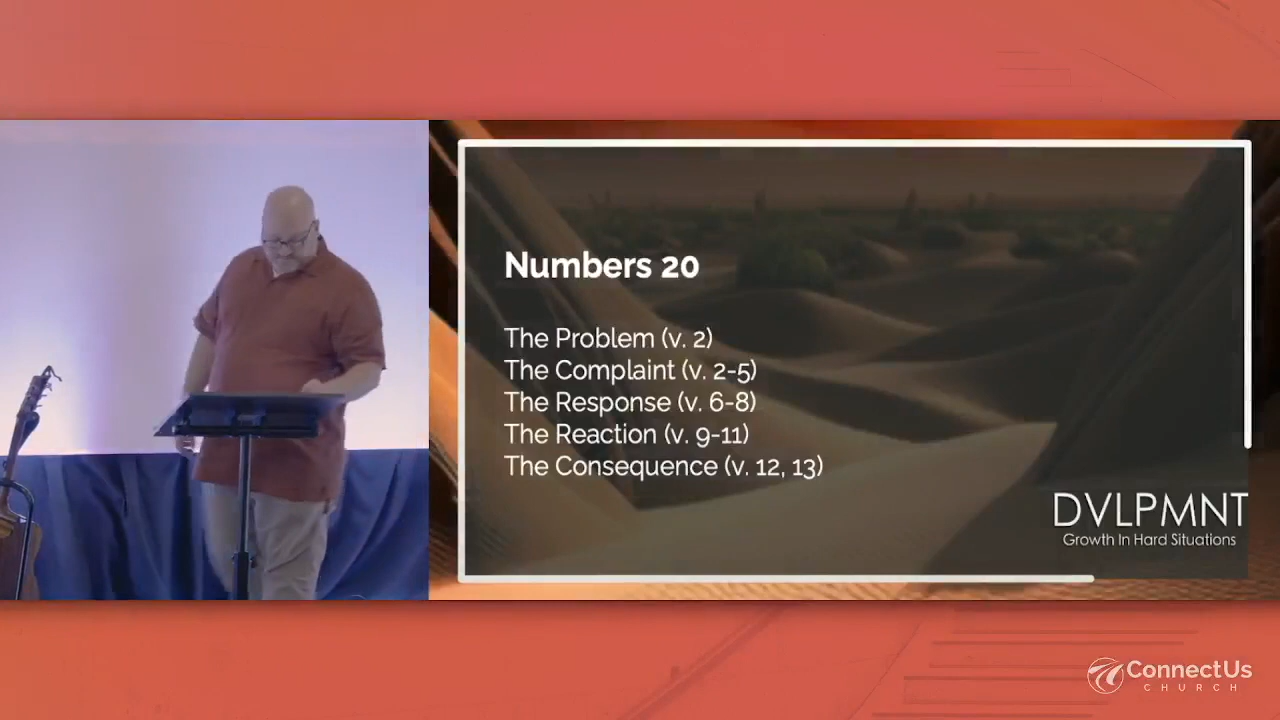 Numbers 20
The Problem (v. 2)
The Complaint (v. 2-5)
The Response (v. 6-8)
The Reaction (v. 9-11)
The Consequence (v. 12, 13)
DVLPMNT
Growth In Hard Situations
ConnectUs
CHURCH